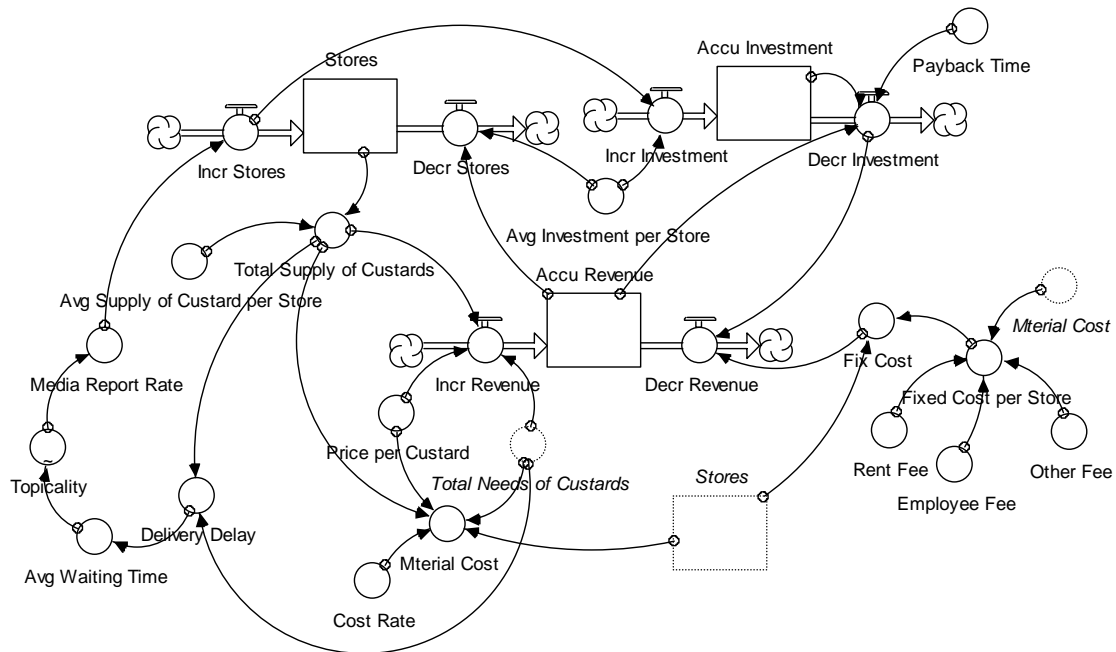 Accu Investment
Stores
Payback Time
Incr Stores
Decr Stores
Incr Investment
Decr Investment
Avg Investment per Store
Total Supply of Custards
Accu Revenue
Avg Supply of Custard per Store
Mterial Cost
Media Report Rate
Incr Revenue
Decr Revenue
Fix Cost
Fixed Cost per Store
Price per Custard
~
Topicality
Total Needs of Custards
Stores
Rent Fee
Other Fee
Employee Fee
Delivery Delay
Mterial Cost
Avg Waiting Time
Cost Rate